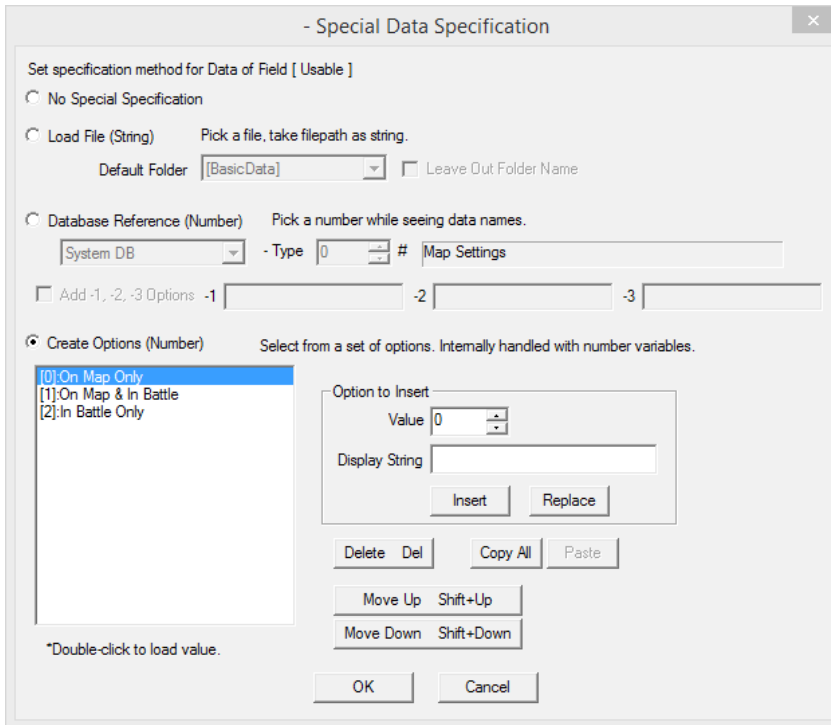 - Special Data Specification
Set specification method for Data of Field [ Usable ]
No Special Specification
Load File (String) Pick a file, take filepath as string.
Default Folder [BasicData] Leave Out Folder Name
Database Reference (Number) Pick a number while seeing data names.
System DB - Type 0 # Map Settings
Add -1, -2, -3 Options -1 -2 -3
Create Options (Number) Select from a set of options. Internally handled with number variables.
[0]:On Map Only
[1]:On Map & In Battle
[2]:In Battle Only
Option to Insert
Value 0
Display String
Insert Replace
Delete Del Copy All Paste
Move Up Shift+Up
Move Down Shift+Down
*Double-click to load value.
OK Cancel